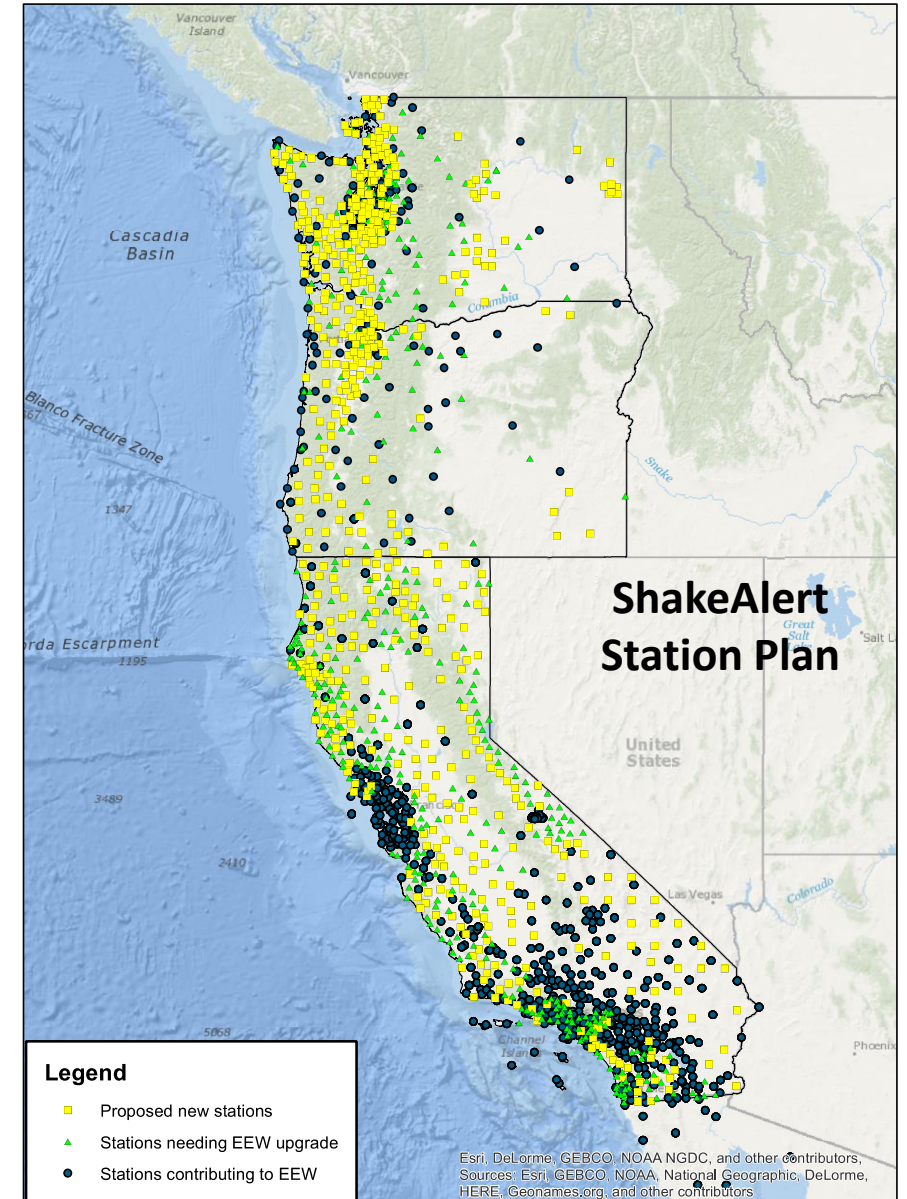 Vancouver
Island
Vancouver
Cascadia
Basin
Columbia
Blanco Fracture Zone
Snake
1347
ShakeAlert
Station Plan
Great
Salt
Salt L
orda Escarpment
1195
United
States
3489
2410
Las Vegas
Colorado
5068
Channel
Phoenix
Legend
Proposed new stations
Stations needing EEW upgrade
Stations contributing to EEW
Esri, DeLorme, GEBCO, NOAA NGDC, and other contributors,
Sources: Esri, GEBCO, NOAA, National Geographic, DeLorme,
HERE, Geonames.org, and other contributors